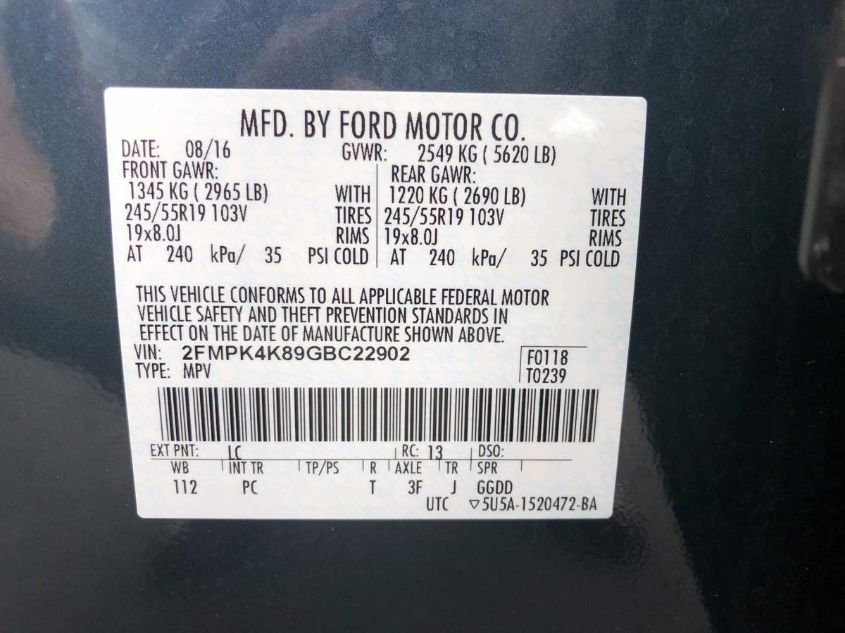 MFD. BY FORD MOTOR CO.
DATE: 08/16 GVWR: 2549 KG ( 5620 LB)
FRONT GAWR: REAR GAWR:
1345 KG ( 2965 LB) WITH 1220 KG ( 2690 LB) WITH
245/55R19 103V TIRES 245/55R19 103V TIRES
19x8.0J RIMS 19x8.0J RIMS
AT 240 kPa/ 35 PSI COLD AT 240 kPa/ 35 PSI COLD
THIS VEHICLE CONFORMS TO ALL APPLICABLE FEDERAL MOTOR
VEHICLE SAFETY AND THEFT PREVENTION STANDARDS IN
EFFECT ON THE DATE OF MANUFACTURE SHOWN ABOVE.
VIN: 2FMPK4K89GBC22902 F0118
TYPE: MPV T0239
EXT PNT: LC RC: 13 DSO:
WB INT TR TP/PS R AXLE TR SPR
112 PC T 3F J GGDD
UTC ▽5U5A-1520472-BA